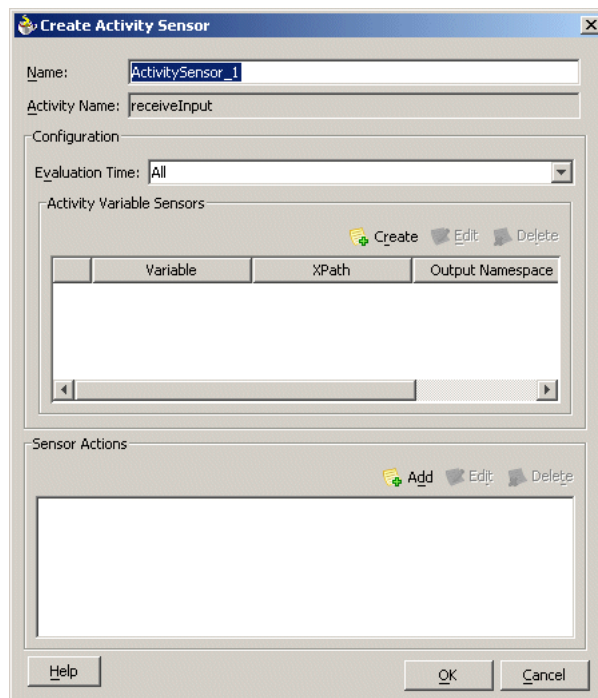 Create Activity Sensor
Name: ActivitySensor_1
Activity Name: receiveInput
Configuration
Evaluation Time: All
Activity Variable Sensors
Create Edit Delete
Variable XPath Output Namespace
Sensor Actions
Add Edit Delete
Help OK Cancel